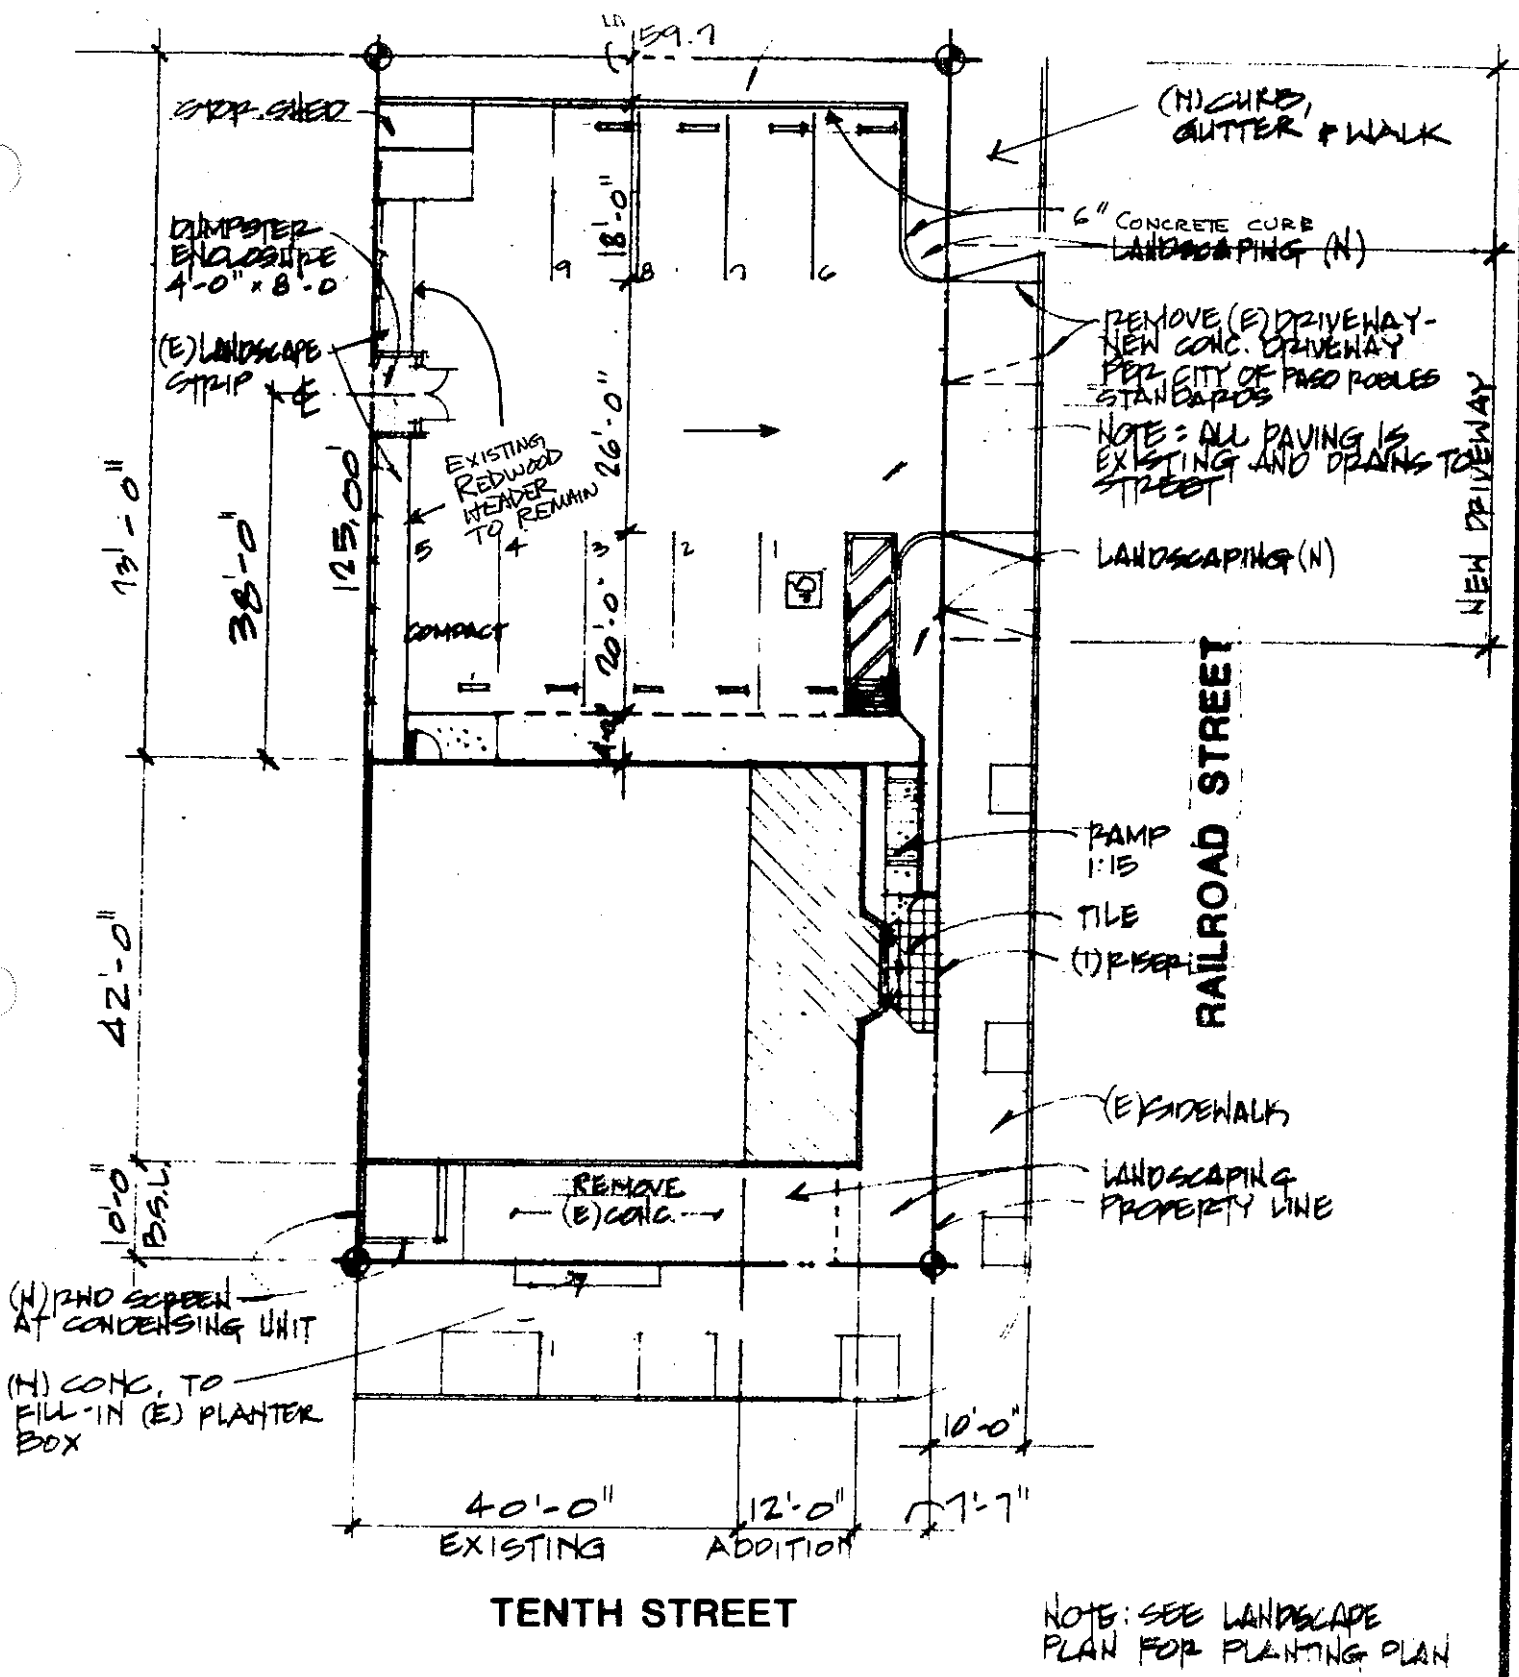 59.7
STOR. SHED
(N) CURB,
GUTTER, & WALK
DUMPSTER
ENCLOSURE
4'-0" x 8'-0
18'-0"
6" CONCRETE CURB
LANDSCAPING (N)
9
8
7
6
(E) LANDSCAPE
STRIP
REMOVE (E) DRIVEWAY-
NEW CONC. DRIVEWAY
PER CITY OF PASO ROBLES
STANDARDS
NOTE: ALL PAVING IS
EXISTING AND DRAINS TO
STREET
NEW DRIVEWAY
EXISTING
REDWOOD
HEADER
TO REMAIN
26'-0"
73'-0"
38'-0"
125.00'
5
4
3
2
1
LANDSCAPING (N)
COMPACT
20'-0"
RAILROAD STREET
RAMP
1:15
TILE
(1) RISER
42'-0"
(E) SIDEWALK
10'-0"
B.S.L.
REMOVE
(E) CONC.
LANDSCAPING
PROPERTY LINE
(N) RWD SCREEN
AT CONDENSING UNIT
(N) CONC. TO
FILL-IN (E) PLANTER
BOX
10'-0"
40'-0"
12'-0"
7'-7"
EXISTING
ADDITION
TENTH STREET
NOTE: SEE LANDSCAPE
PLAN FOR PLANTING PLAN